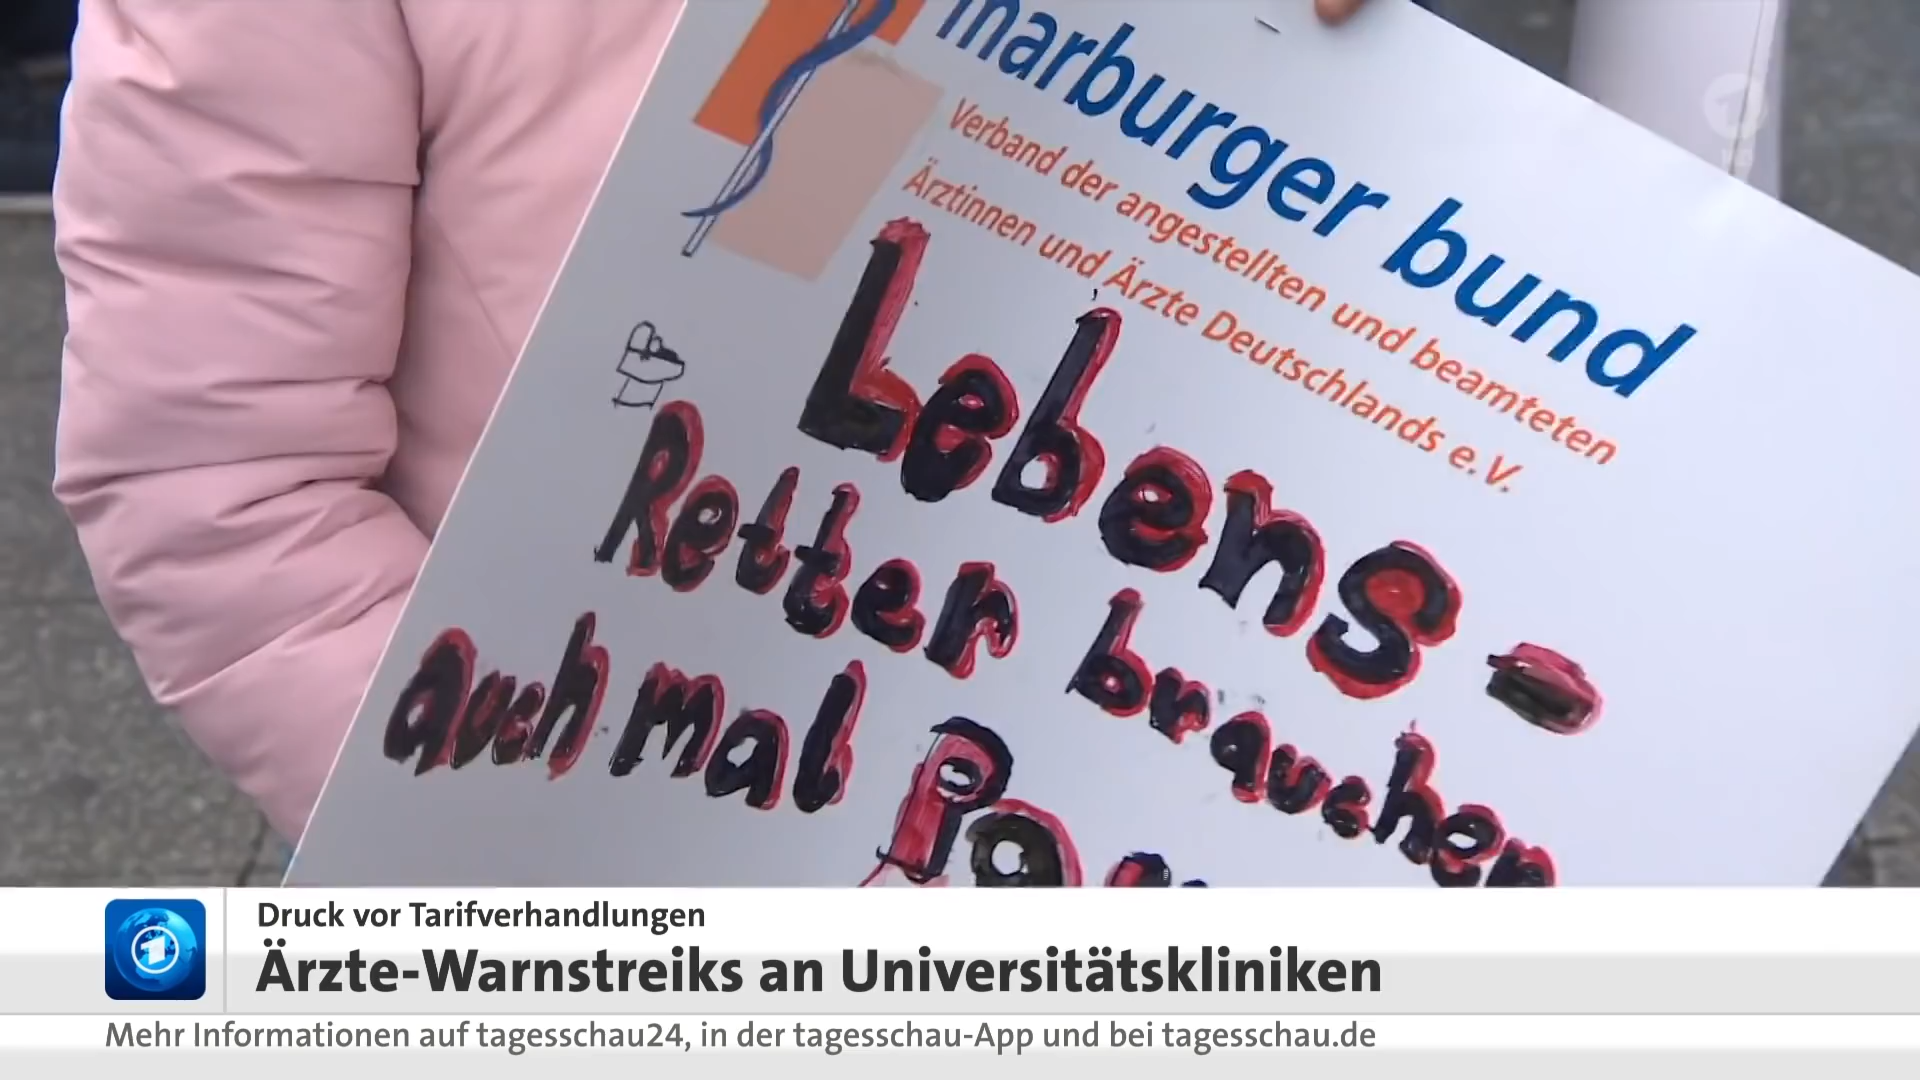 marburger bund
Verband der angestellten und beamteten
Ärztinnen und Ärzte Deutschlands e.V.
Lebens-
Retter brauchen
auch mal
1
Druck vor Tarifverhandlungen
Ärzte-Warnstreiks an Universitätskliniken
Mehr Informationen auf tagesschau24, in der tagesschau-App und bei tagesschau.de